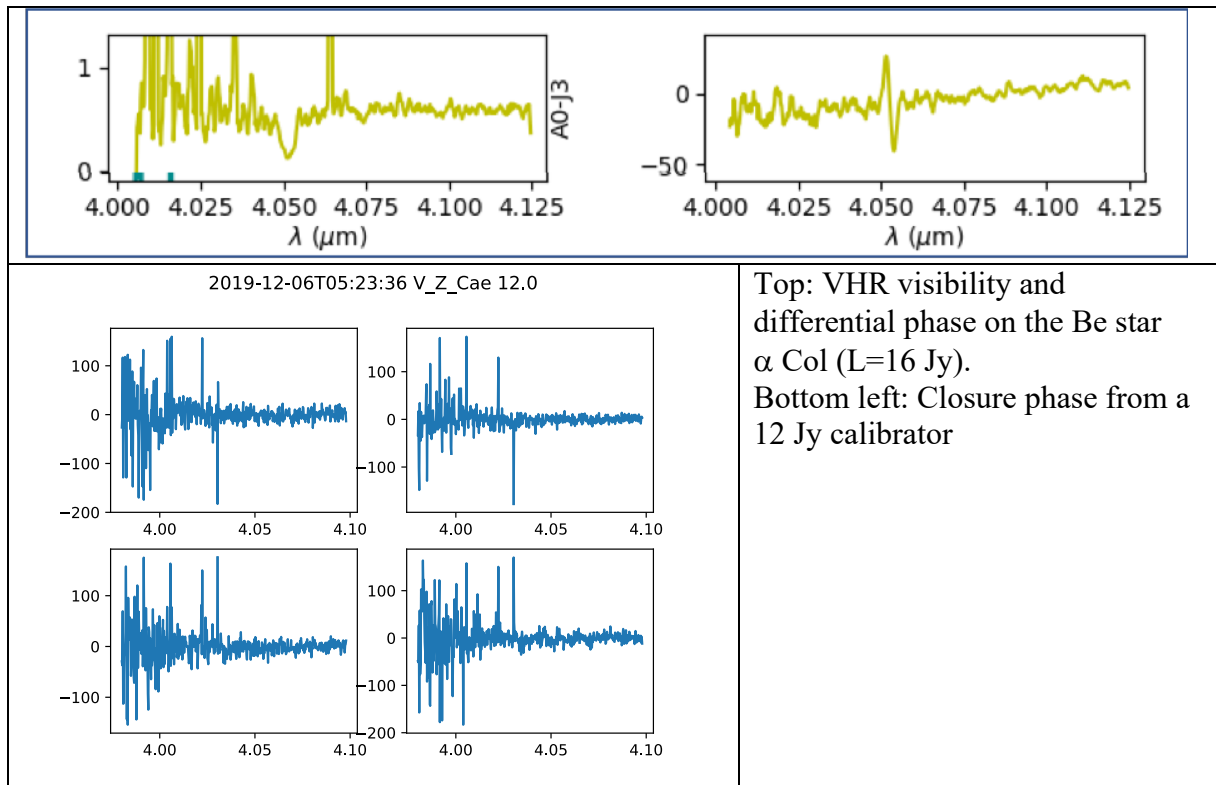 1
0
4.000 4.025 4.050 4.075 4.100 4.125
λ (μm)
A0-J3
0
−50
4.000 4.025 4.050 4.075 4.100 4.125
λ (μm)
2019-12-06T05:23:36 V_Z_Cae 12.0
100
0
−100
−200
4.00 4.05 4.10
100
0
−100
4.00 4.05 4.10
100
0
−100
4.00 4.05 4.10
100
0
−100
−200
4.00 4.05 4.10
Top: VHR visibility and
differential phase on the Be star
α Col (L=16 Jy).
Bottom left: Closure phase from a
12 Jy calibrator